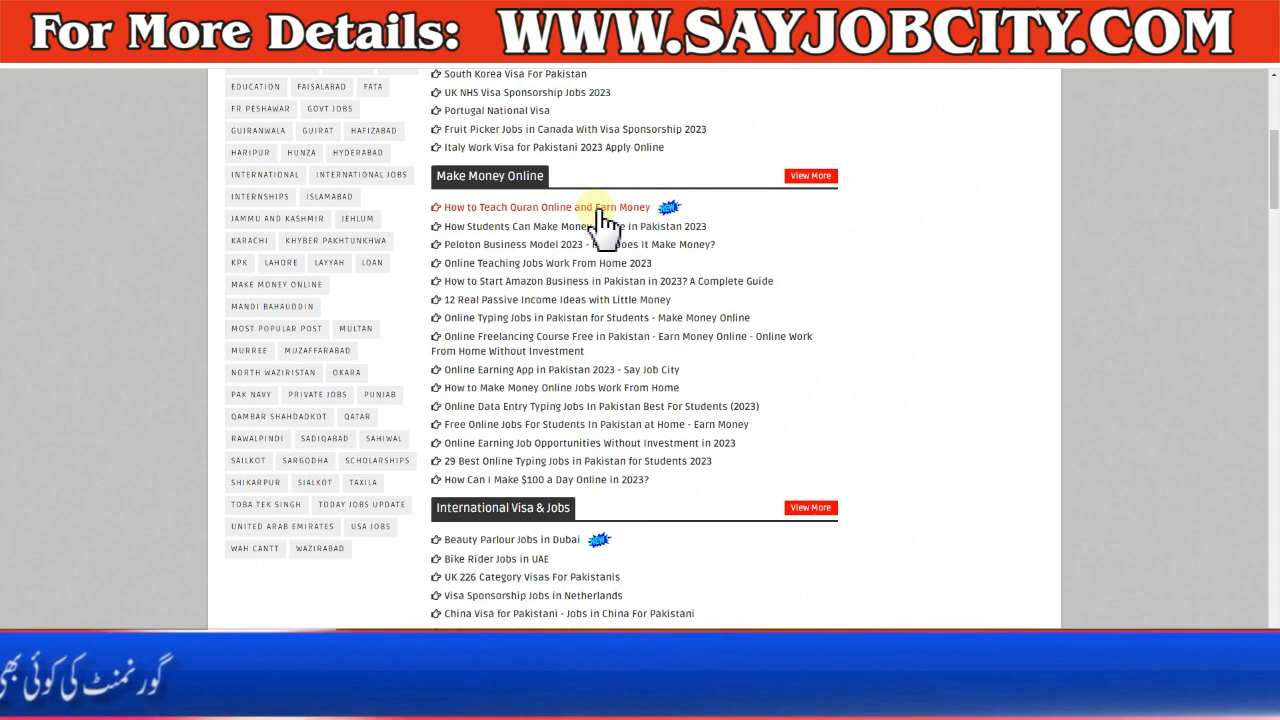 For More Details: WWW.SAYJOBCITY.COM
EDUCATION FAISALABAD FATA
FR PESHAWAR GOVT JOBS
GUJRANWALA GUJRAT HAFIZABAD
HARIPUR HUNZA HYDERABAD
INTERNATIONAL INTERNATIONAL JOBS
INTERNSHIPS ISLAMABAD
JAMMU AND KASHMIR JEHLUM
KARACHI KHYBER PAKHTUNKHWA
KPK LAHORE LAYYAH LOAN
MAKE MONEY ONLINE
MANDI BAHAUDDIN
MOST POPULAR POST MULTAN
MURREE MUZAFFARABAD
NORTH WAZIRISTAN OKARA
PAK NAVY PRIVATE JOBS PUNJAB
QAMBAR SHAHDADKOT QATAR
RAWALPINDI SADIQABAD SAHIWAL
SAILKOT SARGODHA SCHOLARSHIPS
SHIKARPUR SIALKOT TAXILA
TOBA TEK SINGH TODAY JOBS UPDATE
UNITED ARAB EMIRATES USA JOBS
WAH CANTT WAZIRABAD
South Korea Visa For Pakistan
UK NHS Visa Sponsorship Jobs 2023
Portugal National Visa
Fruit Picker Jobs in Canada With Visa Sponsorship 2023
Italy Work Visa for Pakistani 2023 Apply Online
Make Money Online View More
How to Teach Quran Online and Earn Money NEW
How Students Can Make Money in Pakistan 2023
Peloton Business Model 2023 - Does It Make Money?
Online Teaching Jobs Work From Home 2023
How to Start Amazon Business in Pakistan in 2023? A Complete Guide
12 Real Passive Income Ideas with Little Money
Online Typing Jobs in Pakistan for Students - Make Money Online
Online Freelancing Course Free in Pakistan - Earn Money Online - Online Work
From Home Without Investment
Online Earning App in Pakistan 2023 - Say Job City
How to Make Money Online Jobs Work From Home
Online Data Entry Typing Jobs In Pakistan Best For Students (2023)
Free Online Jobs For Students In Pakistan at Home - Earn Money
Online Earning Job Opportunities Without Investment in 2023
29 Best Online Typing Jobs in Pakistan for Students 2023
How Can I Make $100 a Day Online in 2023?
International Visa & Jobs View More
Beauty Parlour Jobs in Dubai NEW
Bike Rider Jobs in UAE
UK 226 Category Visas For Pakistanis
Visa Sponsorship Jobs in Netherlands
China Visa for Pakistani - Jobs in China For Pakistani
گورنمنٹ کی کوئی بھی